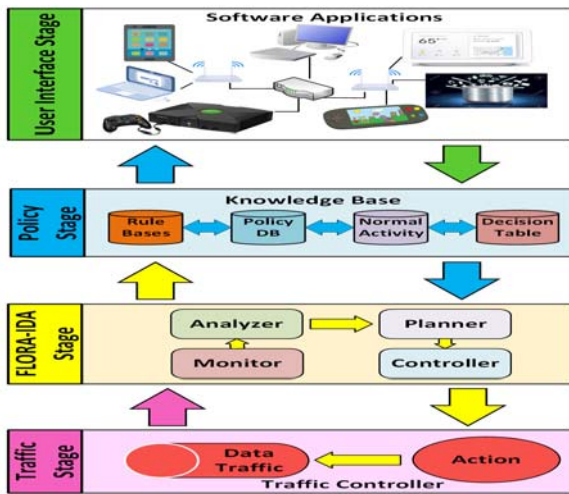 Software Applications
User Interface Stage
65°
Knowledge Base
Policy
Stage
Rule
Bases
Policy
DB
Normal
Activity
Decision
Table
FLORA-IDA
Stage
Analyzer
Planner
Monitor
Controller
Traffic
Stage
Data
Traffic
Action
Traffic Controller